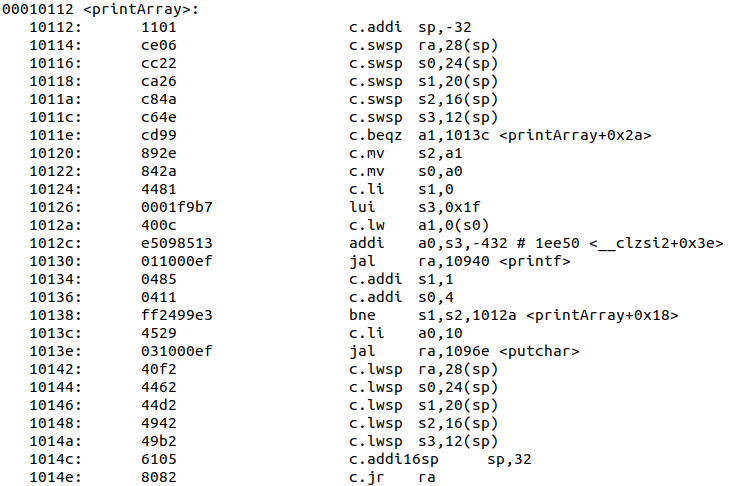 00010112 <printArray>:
10112: 1101 c.addi sp,-32
10114: ce06 c.swsp ra,28(sp)
10116: cc22 c.swsp s0,24(sp)
10118: ca26 c.swsp s1,20(sp)
1011a: c84a c.swsp s2,16(sp)
1011c: c64e c.swsp s3,12(sp)
1011e: cd99 c.beqz a1,1013c <printArray+0x2a>
10120: 892e c.mv s2,a1
10122: 842a c.mv s0,a0
10124: 4481 c.li s1,0
10126: 0001f9b7 lui s3,0x1f
1012a: 400c c.lw a1,0(s0)
1012c: e5098513 addi a0,s3,-432 # 1ee50 <__clzsi2+0x3e>
10130: 011000ef jal ra,10940 <printf>
10134: 0485 c.addi s1,1
10136: 0411 c.addi s0,4
10138: ff2499e3 bne s1,s2,1012a <printArray+0x18>
1013c: 4529 c.li a0,10
1013e: 031000ef jal ra,1096e <putchar>
10142: 40f2 c.lwsp ra,28(sp)
10144: 4462 c.lwsp s0,24(sp)
10146: 44d2 c.lwsp s1,20(sp)
10148: 4942 c.lwsp s2,16(sp)
1014a: 49b2 c.lwsp s3,12(sp)
1014c: 6105 c.addi16sp sp,32
1014e: 8082 c.jr ra